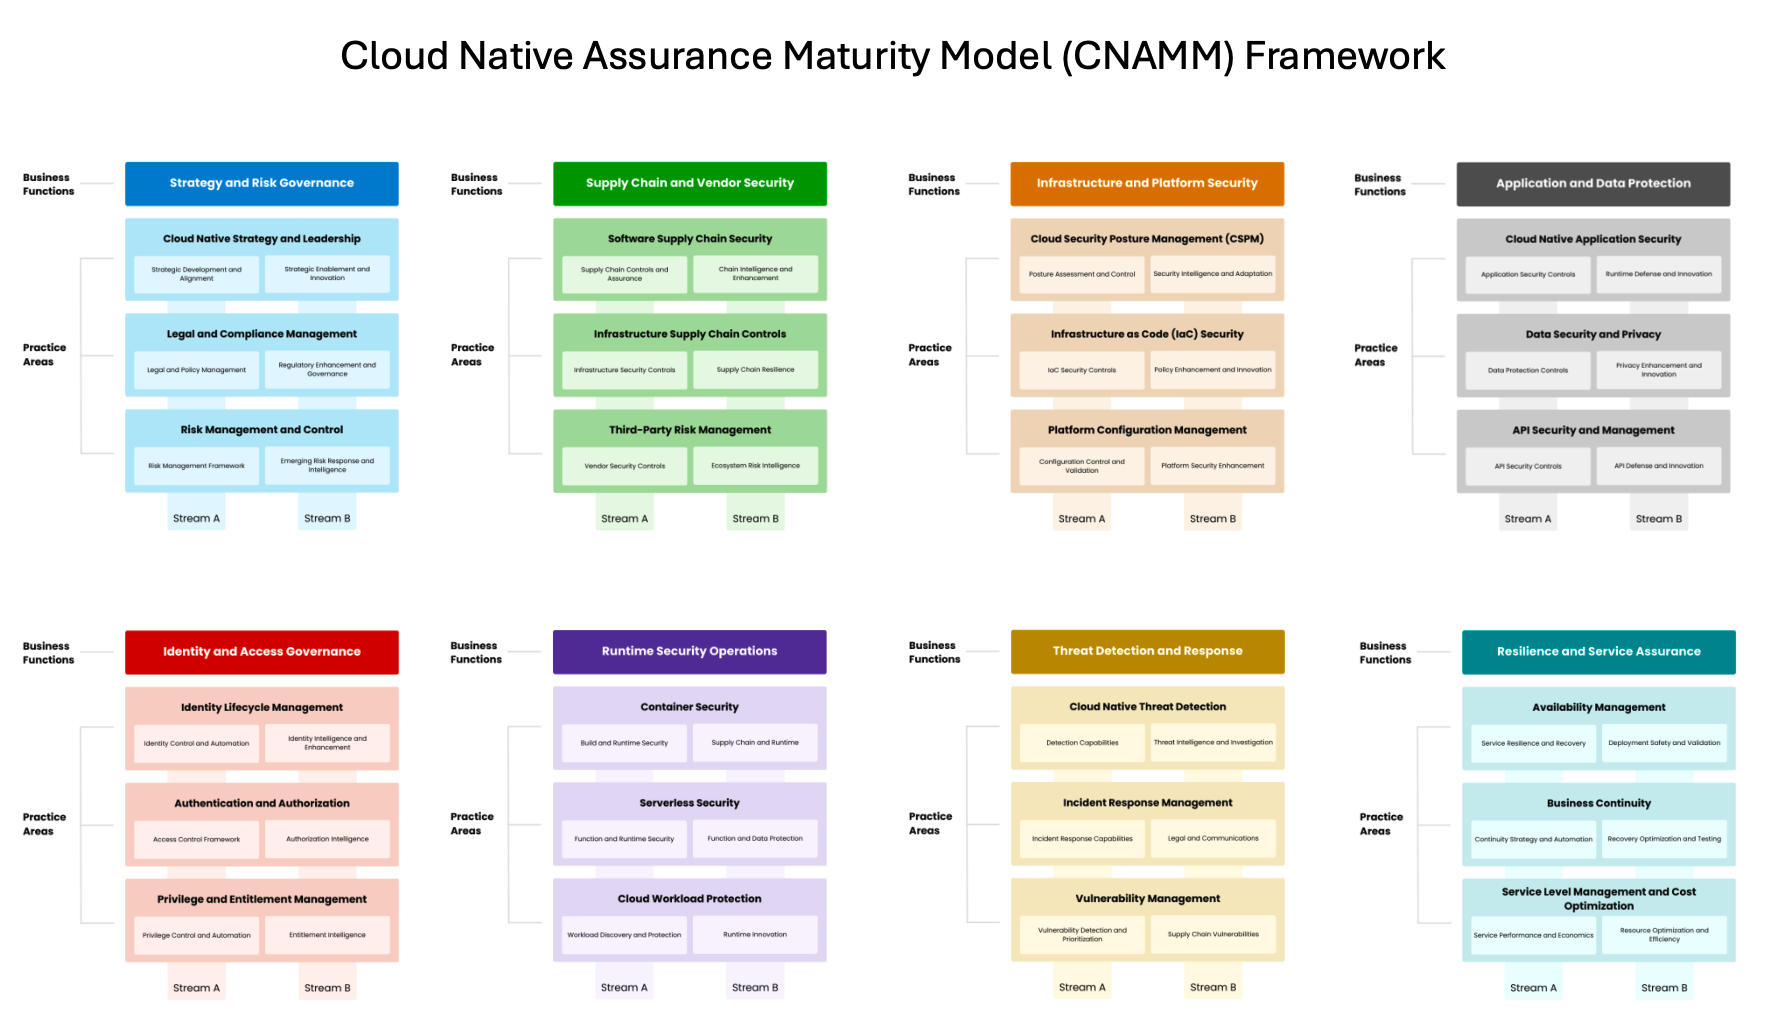 Cloud Native Assurance Maturity Model (CNAMM) Framework
Business
Functions
Strategy and Risk Governance
Cloud Native Strategy and Leadership
Strategic Development and
Alignment
Strategic Enablement and
Innovation
Practice
Areas
Legal and Compliance Management
Legal and Policy Management
Regulatory Enhancement and
Governance
Risk Management and Control
Risk Management Framework
Emerging Risk Response and
Intelligence
Stream A
Stream B
Business
Functions
Supply Chain and Vendor Security
Software Supply Chain Security
Supply Chain Controls and
Assurance
Chain Intelligence and
Enhancement
Practice
Areas
Infrastructure Supply Chain Controls
Infrastructure Security Controls
Supply Chain Resilience
Third-Party Risk Management
Vendor Security Controls
Ecosystem Risk Intelligence
Stream A
Stream B
Business
Functions
Infrastructure and Platform Security
Cloud Security Posture Management (CSPM)
Posture Assessment and Control
Security Intelligence and Adaptation
Practice
Areas
Infrastructure as Code (IaC) Security
IaC Security Controls
Policy Enhancement and Innovation
Platform Configuration Management
Configuration Control and
Validation
Platform Security Enhancement
Stream A
Stream B
Business
Functions
Application and Data Protection
Cloud Native Application Security
Application Security Controls
Runtime Defense and Innovation
Practice
Areas
Data Security and Privacy
Data Protection Controls
Privacy Enhancement and
Innovation
API Security and Management
API Security Controls
API Defense and Innovation
Stream A
Stream B
Business
Functions
Identity and Access Governance
Identity Lifecycle Management
Identity Control and Automation
Identity Intelligence and
Enhancement
Practice
Areas
Authentication and Authorization
Access Control Framework
Authorization Intelligence
Privilege and Entitlement Management
Privilege Control and Automation
Entitlement Intelligence
Stream A
Stream B
Business
Functions
Runtime Security Operations
Container Security
Build and Runtime Security
Supply Chain and Runtime
Practice
Areas
Serverless Security
Function and Runtime Security
Function and Data Protection
Cloud Workload Protection
Workload Discovery and Protection
Runtime Innovation
Stream A
Stream B
Business
Functions
Threat Detection and Response
Cloud Native Threat Detection
Detection Capabilities
Threat Intelligence and Investigation
Practice
Areas
Incident Response Management
Incident Response Capabilities
Legal and Communications
Vulnerability Management
Vulnerability Detection and
Prioritization
Supply Chain Vulnerabilities
Stream A
Stream B
Business
Functions
Resilience and Service Assurance
Availability Management
Service Resilience and Recovery
Deployment Safety and Validation
Practice
Areas
Business Continuity
Continuity Strategy and Automation
Recovery Optimization and Testing
Service Level Management and Cost
Optimization
Service Performance and Economics
Resource Optimization and
Efficiency
Stream A
Stream B